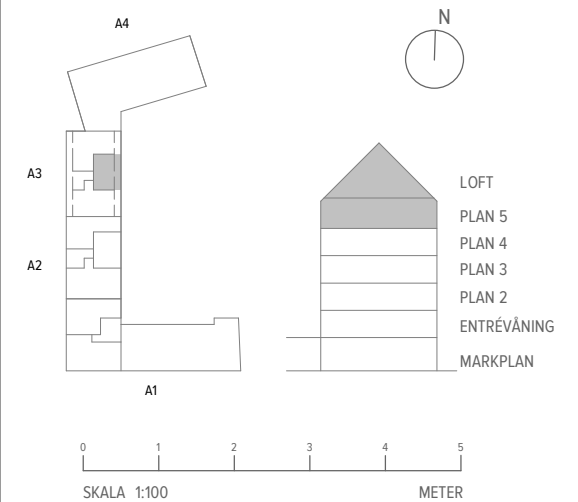 A4
N
A3
A2
A1
LOFT
PLAN 5
PLAN 4
PLAN 3
PLAN 2
ENTRÉVÅNING
MARKPLAN
0 1 2 3 4 5
SKALA 1:100 METER